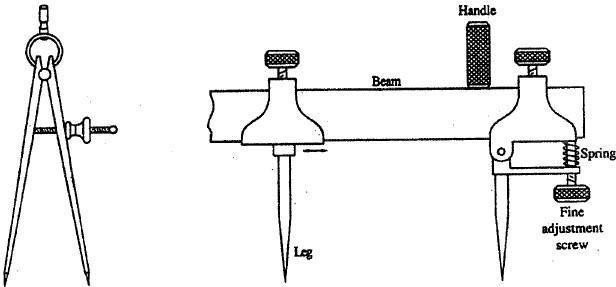 Handle
Beam
Spring
Fine
adjustment
screw
Leg